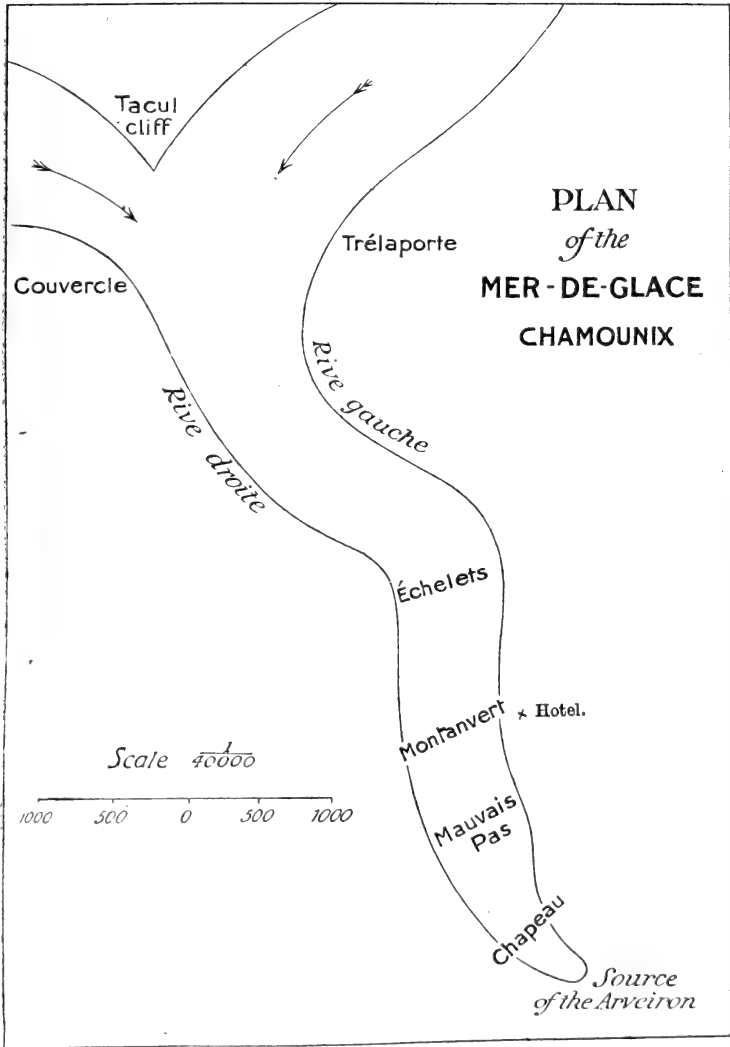 Tacul
cliff
PLAN
of the
MER-DE-GLACE
CHAMOUNIX
Trélaporte
Couvercle
Rive gauche
Rive droite
Échelets
Montanvert × Hotel.
Scale 1/40000
1000 500 0 500 1000
Mauvais
Pas
Chapeau
Source
of the Arveiron